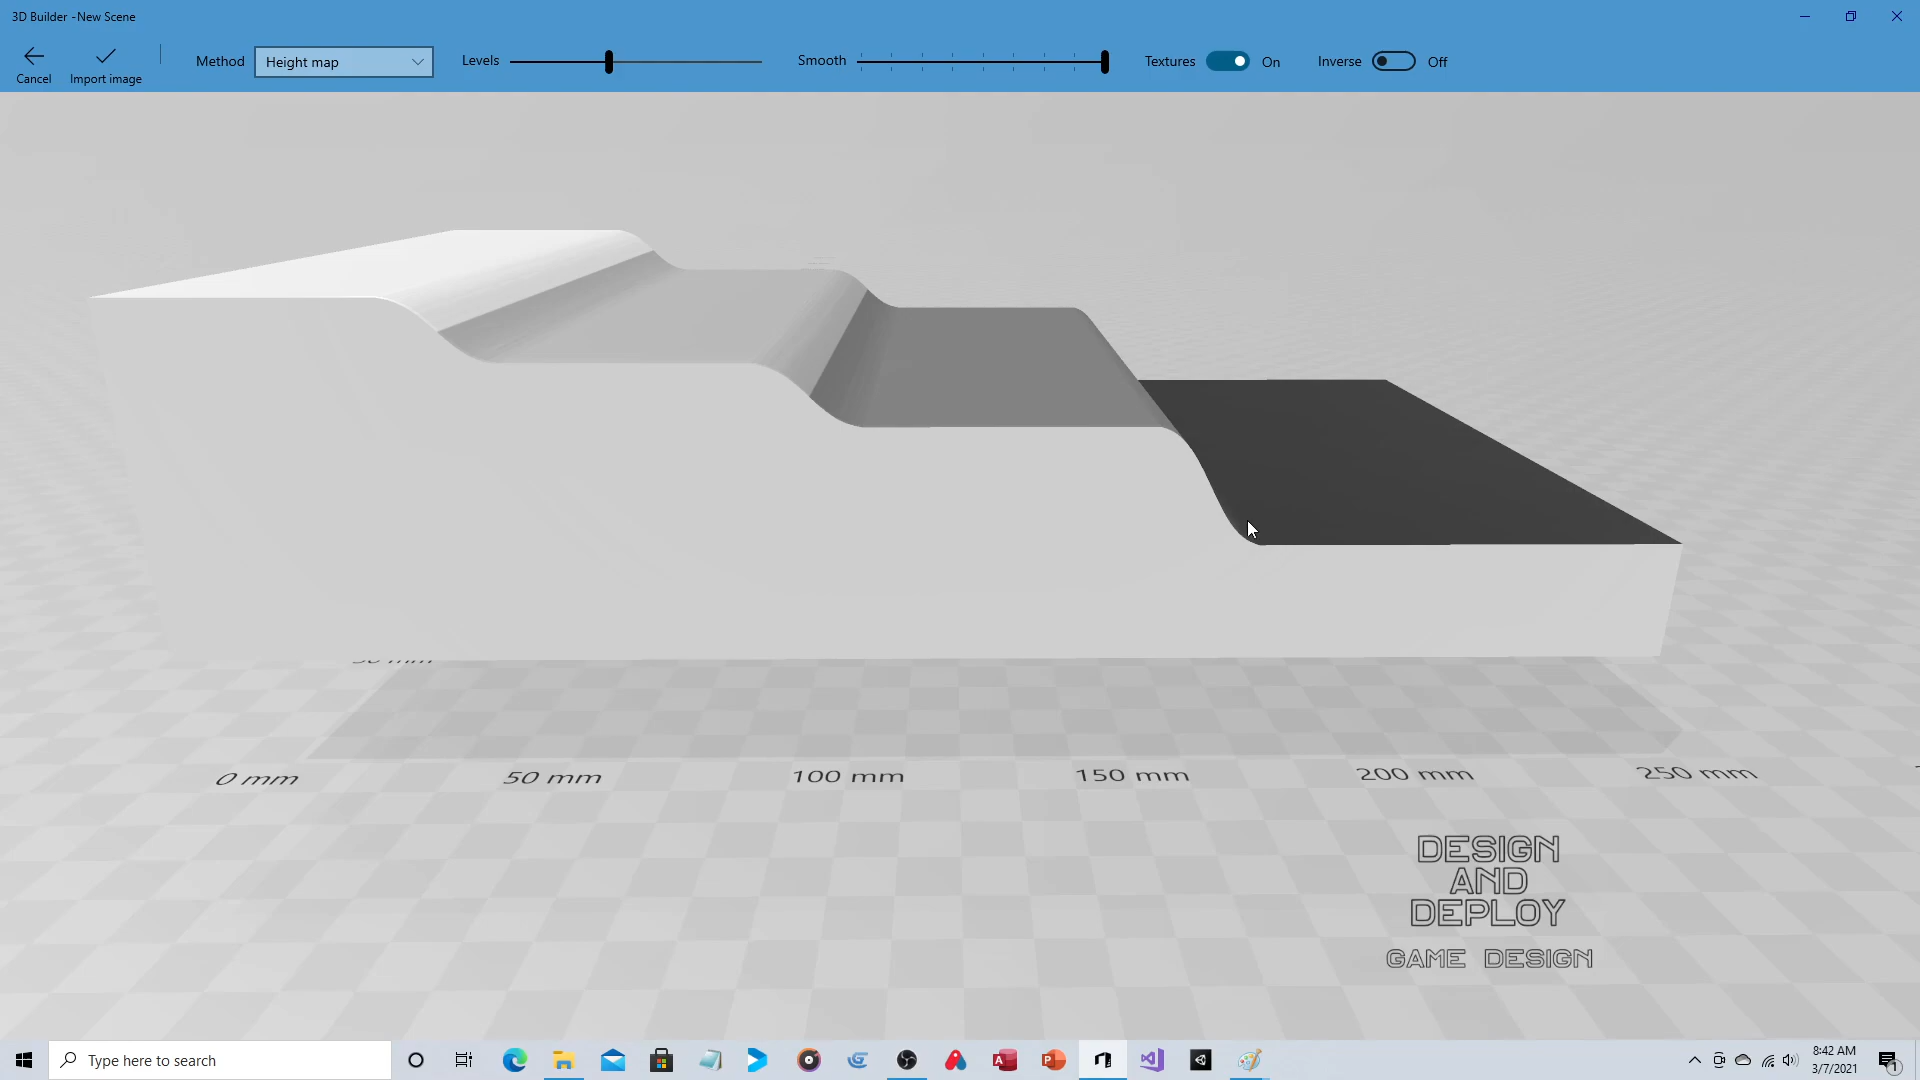 3D Builder -New Scene
Cancel
Import image
Method
Height map
Levels
Smooth
Textures
On
Inverse
Off
0 mm
50 mm
100 mm
150 mm
200 mm
250 mm
DESIGN
AND
DEPLOY
GAME DESIGN
Type here to search
8:42 AM
3/7/2021
1